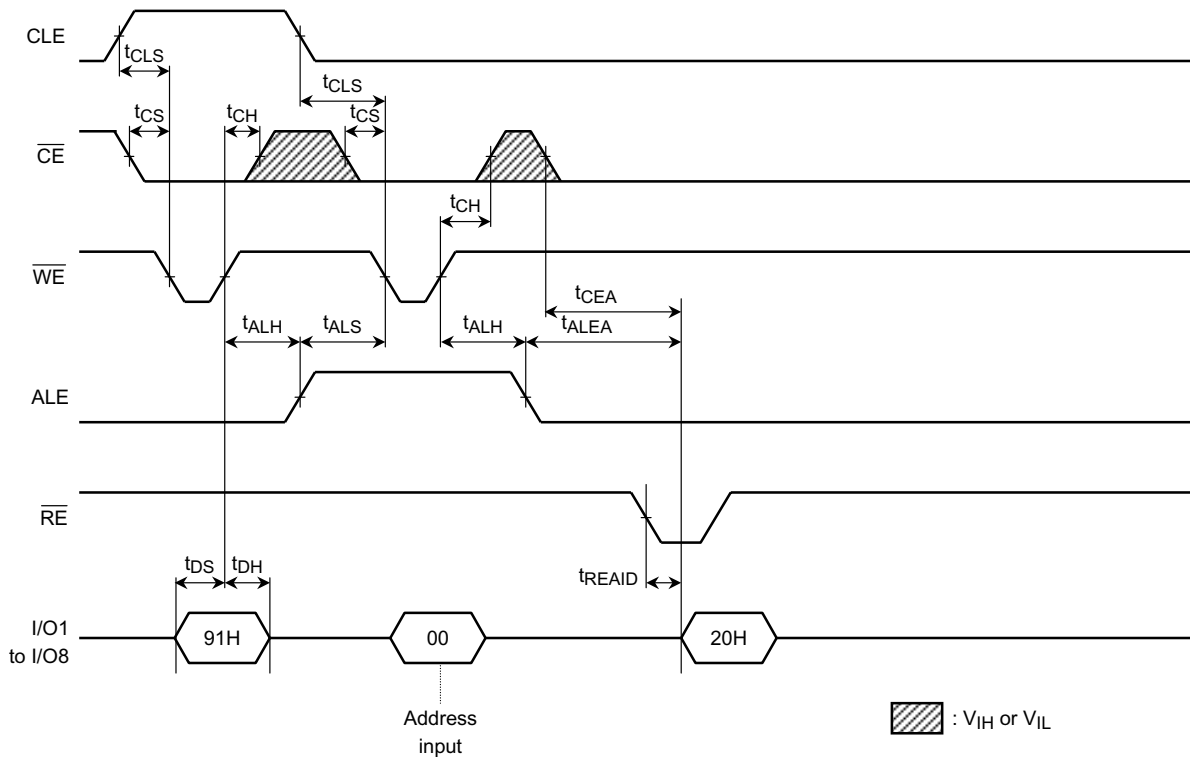 CLE
tCLS
tCLS
tCS
tCH
tCS
CE
tCH
WE
tCEA
tALH
tALS
tALH
tALEA
ALE
RE
tDS
tDH
tREAID
I/O1
to I/O8
91H
00
20H
Address
input
: VIH or VIL